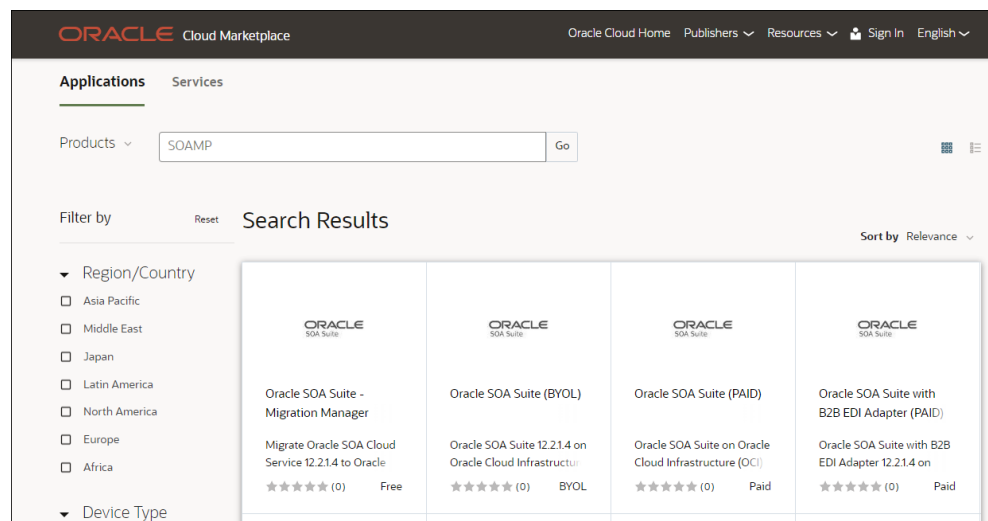 ORACLE Cloud Marketplace
Oracle Cloud Home Publishers Resources Sign In English
Applications Services
Products SOAMP Go
Filter by Reset
Search Results
Sort by Relevance
Region/Country
Asia Pacific
Middle East
Japan
Latin America
North America
Europe
Africa
Device Type
ORACLE
SOA Suite
Oracle SOA Suite -
Migration Manager
Migrate Oracle SOA Cloud
Service 12.2.1.4 to Oracle
(0) Free
ORACLE
SOA Suite
Oracle SOA Suite (BYOL)
Oracle SOA Suite 12.2.1.4 on
Oracle Cloud Infrastructur
(0) BYOL
ORACLE
SOA Suite
Oracle SOA Suite (PAID)
Oracle SOA Suite on Oracle
Cloud Infrastructure (OCI)
(0) Paid
ORACLE
SOA Suite
Oracle SOA Suite with
B2B EDI Adapter (PAID)
Oracle SOA Suite with B2B
EDI Adapter 12.2.1.4 on
(0) Paid